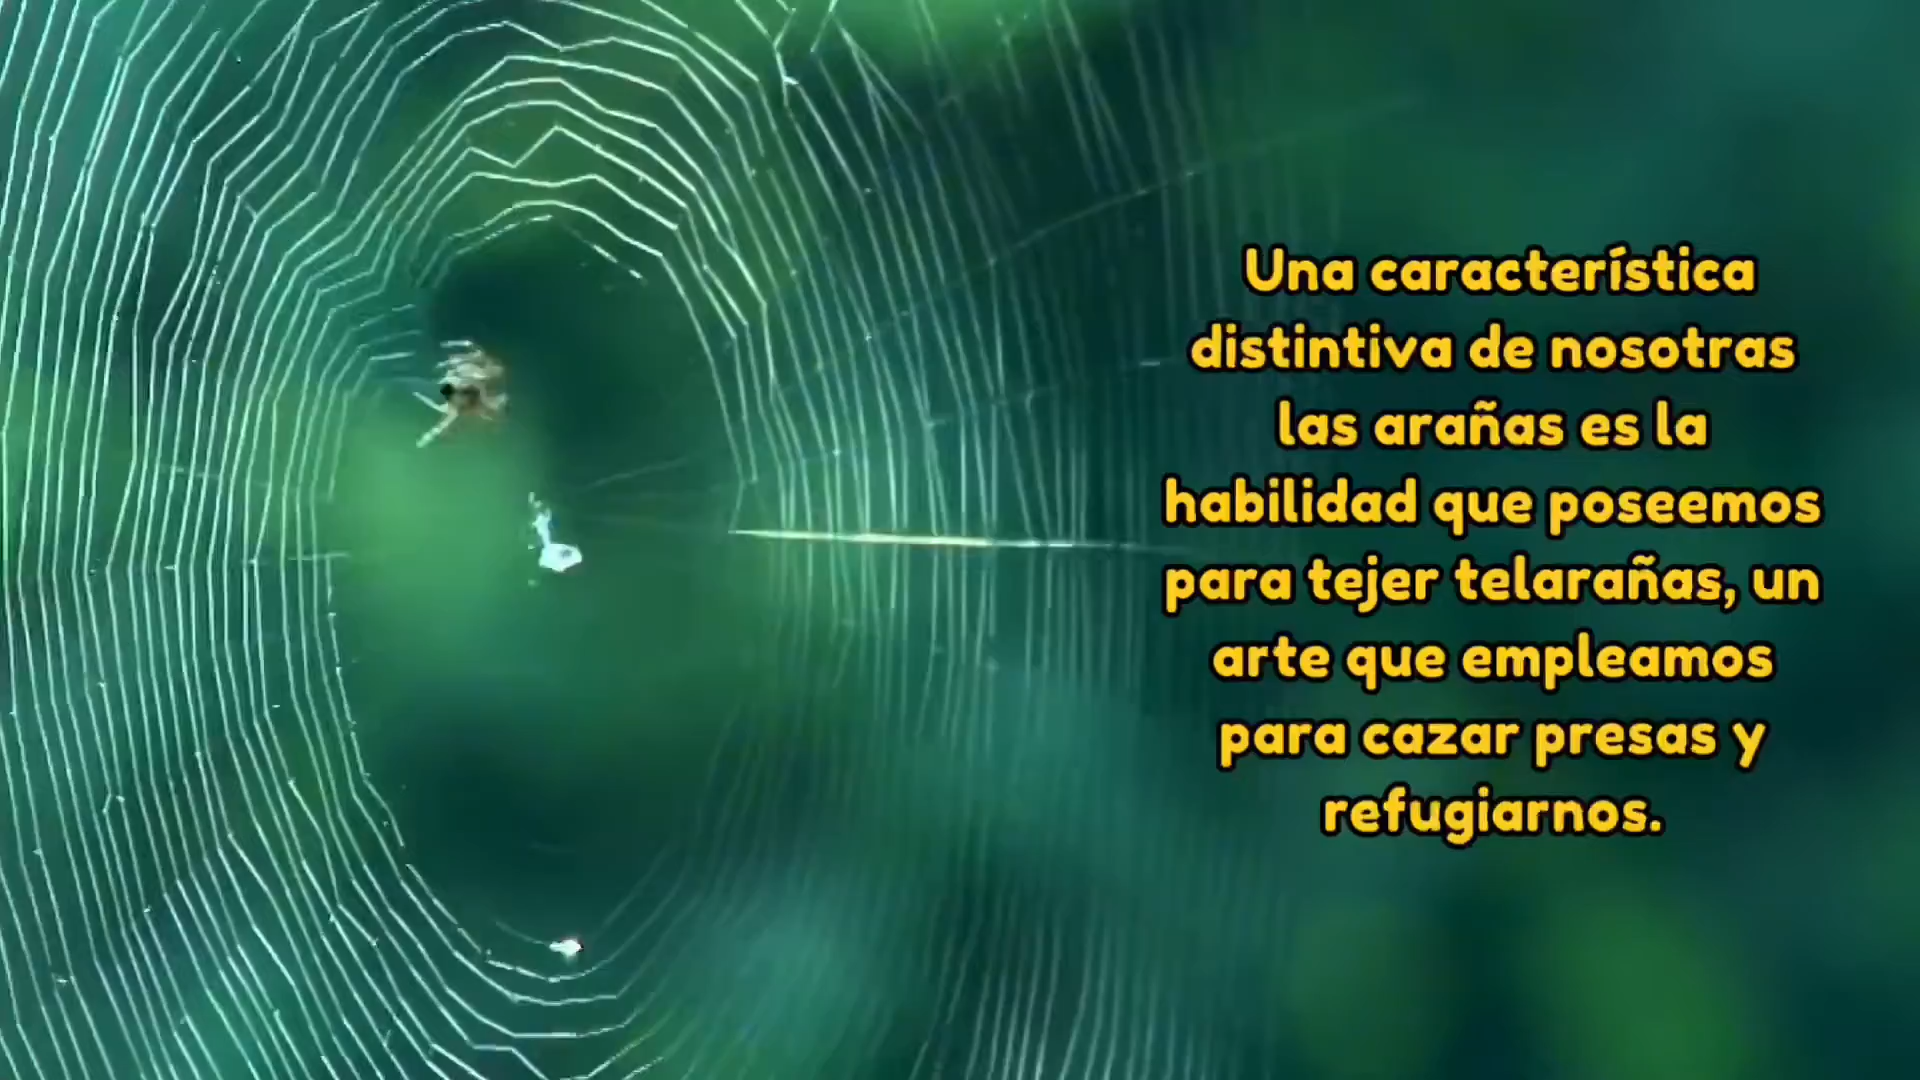 Una característica
distintiva de nosotras
las arañas es la
habilidad que poseemos
para tejer telarañas, un
arte que empleamos
para cazar presas y
refugiarnos.